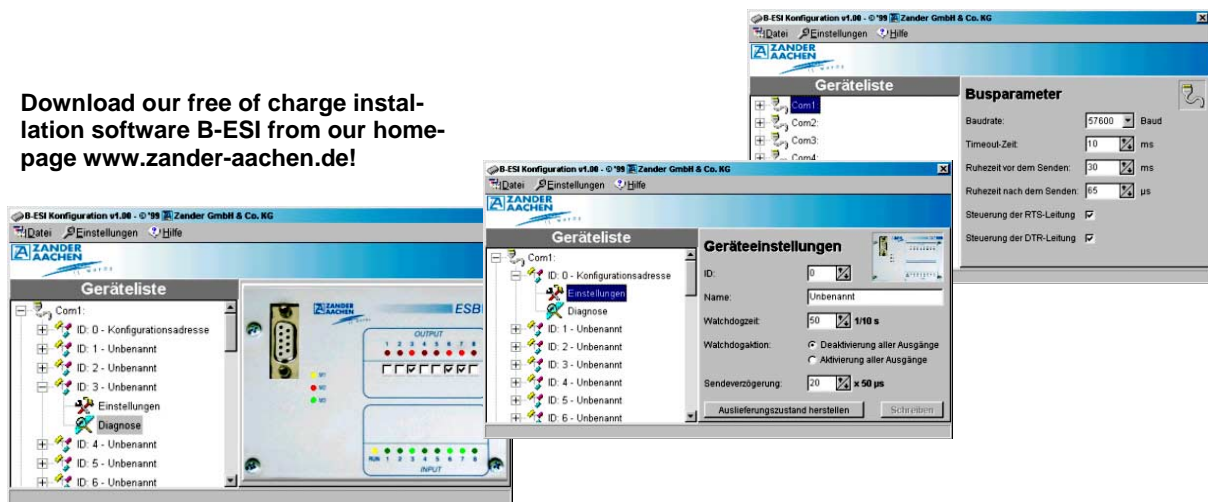 Download our free of charge instal-
lation software B-ESI from our home-
page www.zander-aachen.de!
B-ESI Konfiguration v1.00 - © '99 Zander GmbH & Co. KG
Datei Einstellungen Hilfe
ZANDER
AACHEN
Geräteliste
Com1:
Com2:
Com3:
Com4:
Busparameter
Baudrate: 57600 Baud
Timeout-Zeit: 10 ms
Ruhezeit vor dem Senden: 30 ms
Ruhezeit nach dem Senden: 65 µs
Steuerung der RTS-Leitung
Steuerung der DTR-Leitung
B-ESI Konfiguration v1.00 - © '99 Zander GmbH & Co. KG
Datei Einstellungen Hilfe
ZANDER
AACHEN
Geräteliste
Com1:
ID: 0 - Konfigurationsadresse
Einstellungen
Diagnose
ID: 1 - Unbenannt
ID: 2 - Unbenannt
ID: 3 - Unbenannt
ID: 4 - Unbenannt
ID: 5 - Unbenannt
ID: 6 - Unbenannt
Geräteeinstellungen
ID: 0
Name: Unbenannt
Watchdogzeit: 50 1/10 s
Watchdogaktion: Deaktivierung aller Ausgänge
Aktivierung aller Ausgänge
Sendeverzögerung: 20 x 50 µs
Auslieferungszustand herstellen Schreiben
B-ESI Konfiguration v1.00 - © '99 Zander GmbH & Co. KG
Datei Einstellungen Hilfe
ZANDER
AACHEN
Geräteliste
Com1:
ID: 0 - Konfigurationsadresse
ID: 1 - Unbenannt
ID: 2 - Unbenannt
ID: 3 - Unbenannt
Einstellungen
Diagnose
ID: 4 - Unbenannt
ID: 5 - Unbenannt
ID: 6 - Unbenannt
ZANDER
AACHEN
OUTPUT
1 2 3 4 5 6 7 8
M1
M2
M3
RUN 1 2 3 4 5 6 7 8
INPUT